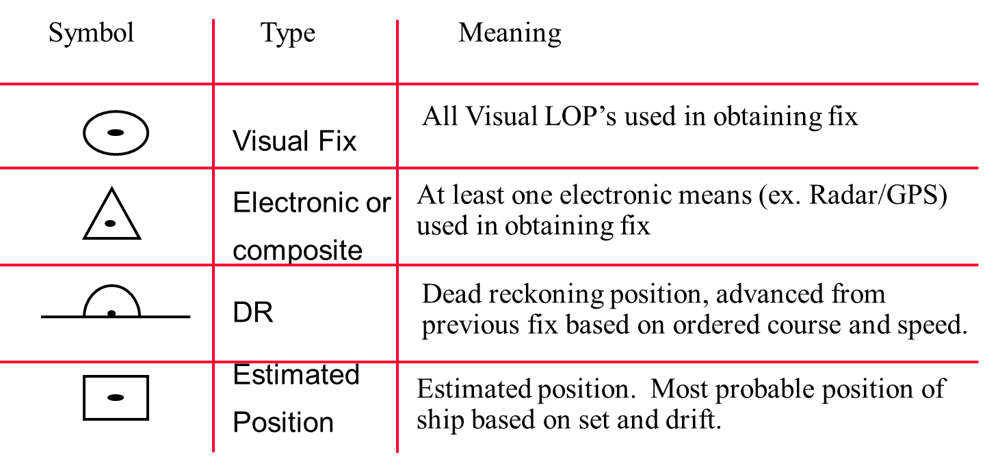 Symbol Type Meaning
Visual Fix
All Visual LOP’s used in obtaining fix
Electronic or
composite
At least one electronic means (ex. Radar/GPS)
used in obtaining fix
DR
Dead reckoning position, advanced from
previous fix based on ordered course and speed.
Estimated
Position
Estimated position.  Most probable position of
ship based on set and drift.